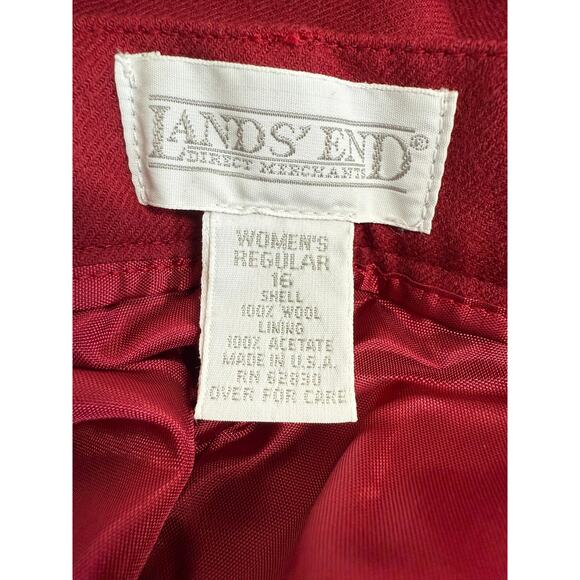 LANDS' END®
DIRECT MERCHANTS
WOMEN'S
REGULAR
16
SHELL
100% WOOL
LINING
100% ACETATE
MADE IN U.S.A.
RN 62830
OVER FOR CARE